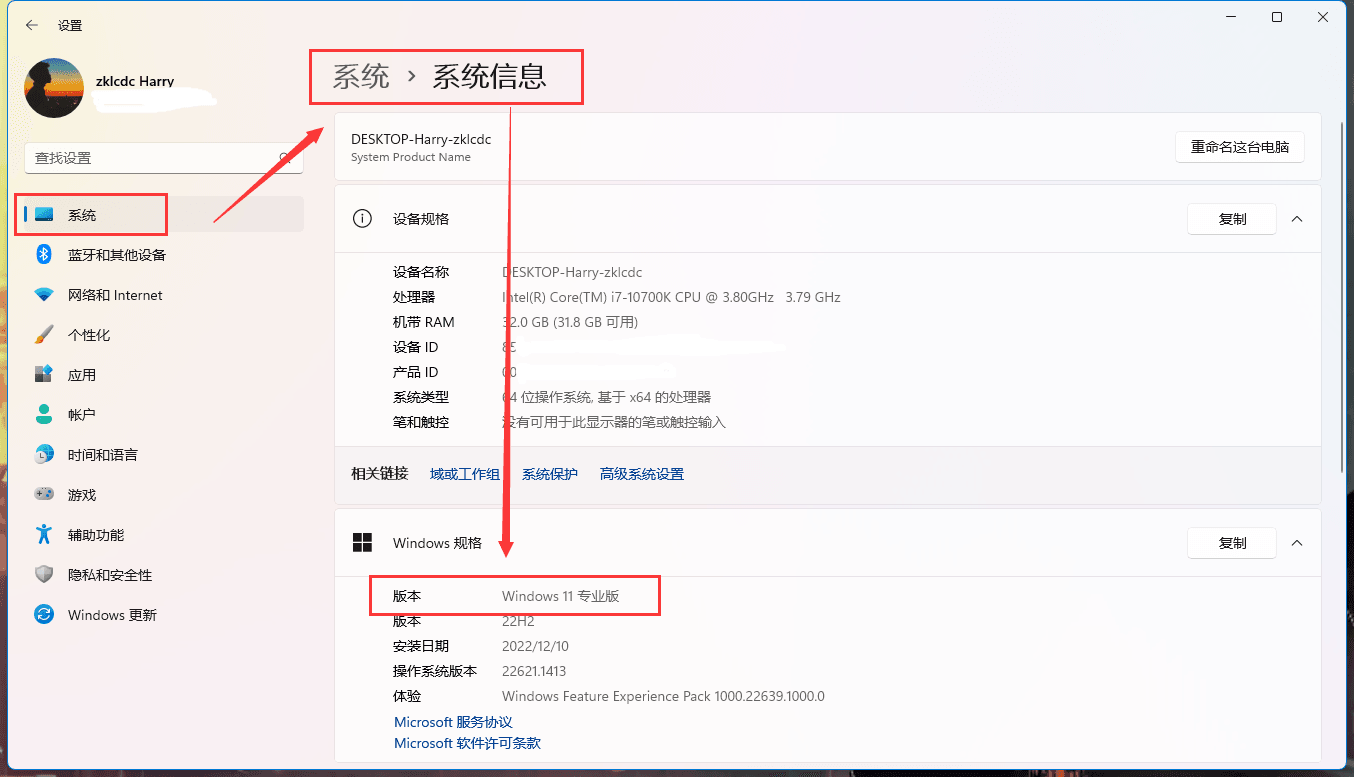 设置
zklcdc Harry
查找设置
系统
蓝牙和其他设备
网络和 Internet
个性化
应用
帐户
时间和语言
游戏
辅助功能
隐私和安全性
Windows 更新
系统 › 系统信息
DESKTOP-Harry-zklcdc
System Product Name
重命名这台电脑
设备规格
复制
设备名称 DESKTOP-Harry-zklcdc
处理器 Intel(R) Core(TM) i7-10700K CPU @ 3.80GHz 3.79 GHz
机带 RAM 32.0 GB (31.8 GB 可用)
设备 ID
产品 ID 00
系统类型 64 位操作系统, 基于 x64 的处理器
笔和触控 没有可用于此显示器的笔或触控输入
相关链接 域或工作组 系统保护 高级系统设置
Windows 规格
复制
版本 Windows 11 专业版
版本 22H2
安装日期 2022/12/10
操作系统版本 22621.1413
体验 Windows Feature Experience Pack 1000.22639.1000.0
Microsoft 服务协议
Microsoft 软件许可条款